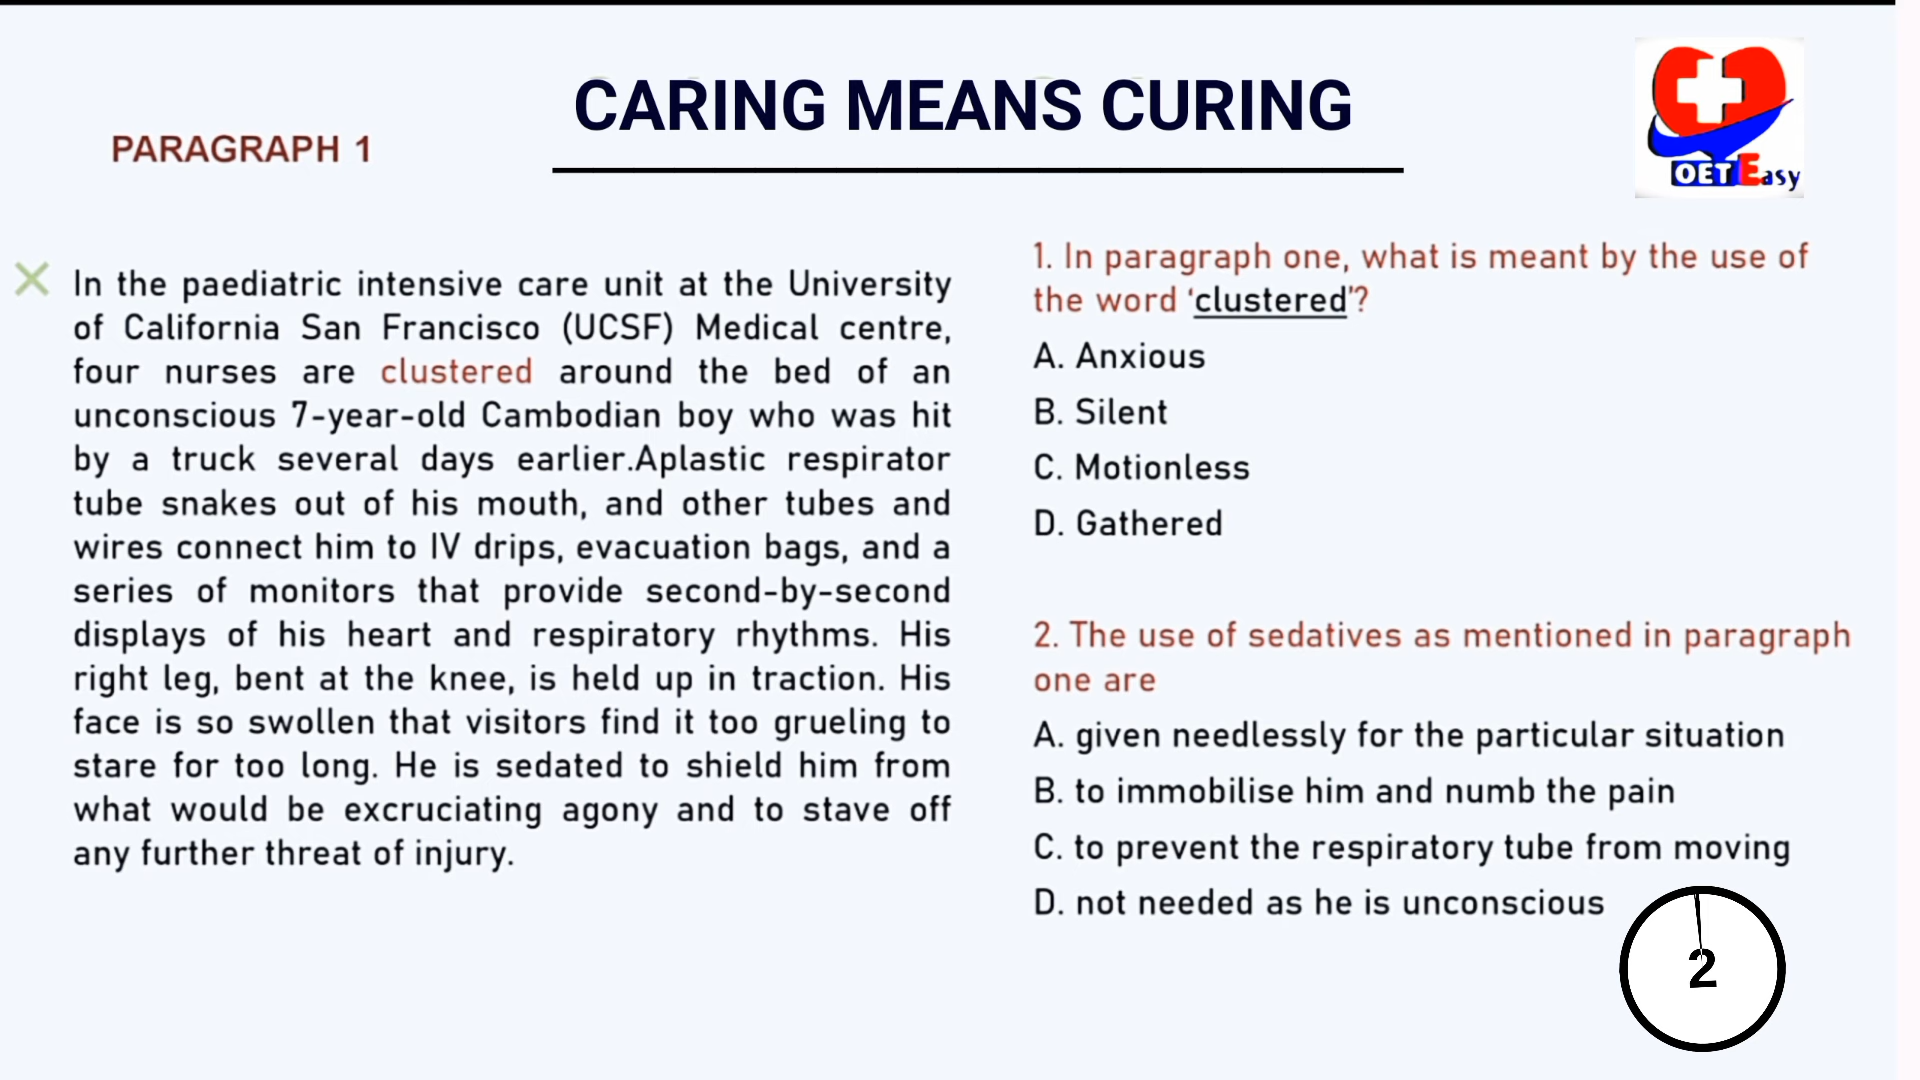 CARING MEANS CURING
PARAGRAPH 1
OET Easy
In the paediatric intensive care unit at the University
of California San Francisco (UCSF) Medical centre,
four nurses are clustered around the bed of an
unconscious 7-year-old Cambodian boy who was hit
by a truck several days earlier.Aplastic respirator
tube snakes out of his mouth, and other tubes and
wires connect him to IV drips, evacuation bags, and a
series of monitors that provide second-by-second
displays of his heart and respiratory rhythms. His
right leg, bent at the knee, is held up in traction. His
face is so swollen that visitors find it too grueling to
stare for too long. He is sedated to shield him from
what would be excruciating agony and to stave off
any further threat of injury.
1. In paragraph one, what is meant by the use of
the word ‘clustered’?
A. Anxious
B. Silent
C. Motionless
D. Gathered
2. The use of sedatives as mentioned in paragraph
one are
A. given needlessly for the particular situation
B. to immobilise him and numb the pain
C. to prevent the respiratory tube from moving
D. not needed as he is unconscious
2